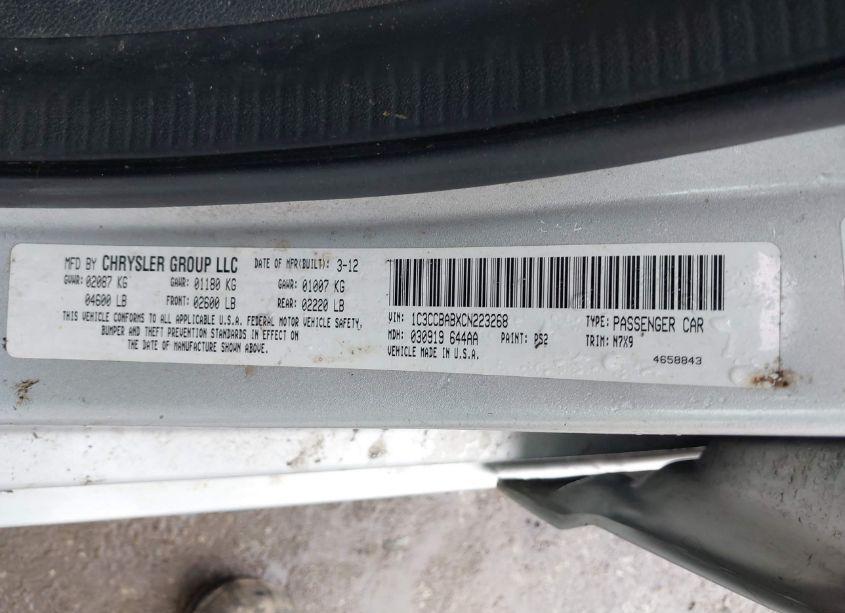 MFD BY CHRYSLER GROUP LLC DATE OF MFR(BUILT): 3-12
GVWR: 02087 KG GAWR: 01180 KG GAWR: 01007 KG
04600 LB FRONT: 02600 LB REAR: 02220 LB
THIS VEHICLE CONFORMS TO ALL APPLICABLE U.S.A. FEDERAL MOTOR VEHICLE SAFETY,
BUMPER AND THEFT PREVENTION STANDARDS IN EFFECT ON
THE DATE OF MANUFACTURE SHOWN ABOVE.
VIN: 1C3CCBABXCN223268 TYPE: PASSENGER CAR
MDH: 030919 644AA PAINT: PS2 TRIM: N7X9
VEHICLE MADE IN U.S.A. 4658843